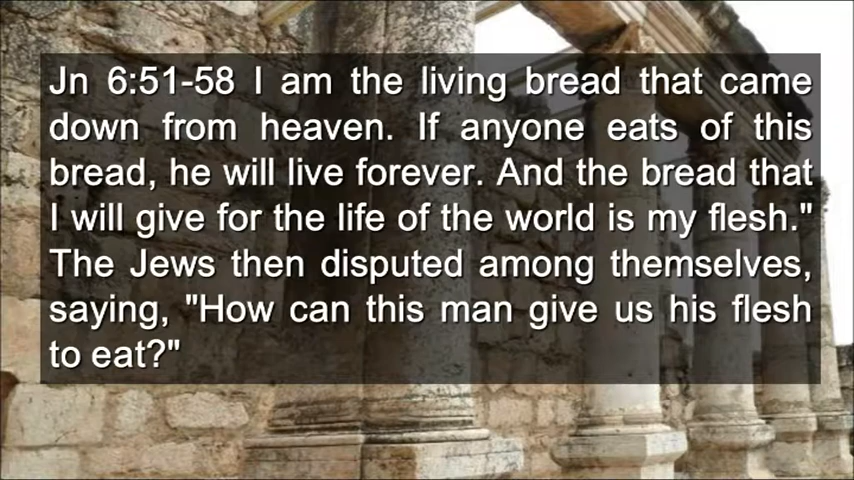 Jn 6:51-58 I am the living bread that came
down from heaven. If anyone eats of this
bread, he will live forever. And the bread that
I will give for the life of the world is my flesh."
The Jews then disputed among themselves,
saying, "How can this man give us his flesh
to eat?"